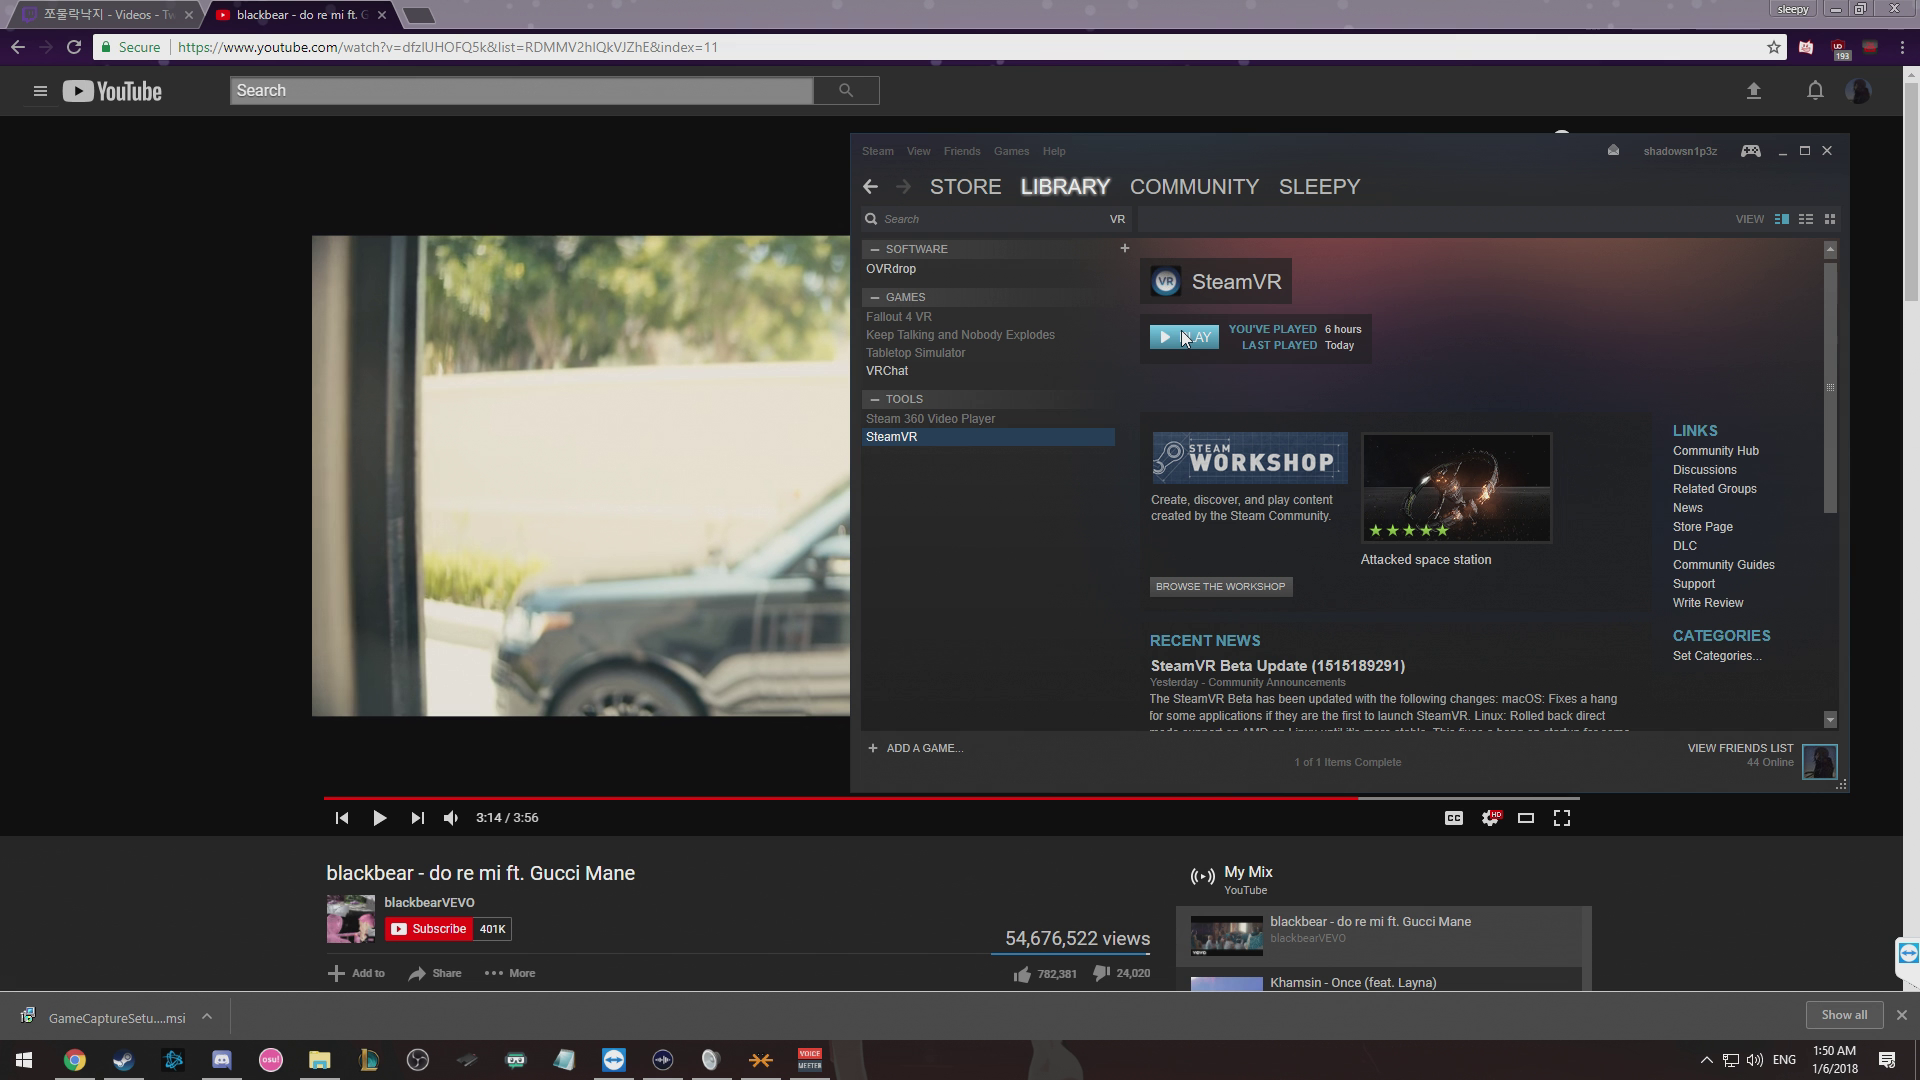 쪼물락낙지 - Videos - Tw
blackbear - do re mi ft. G
sleepy
Secure
https://www.youtube.com/watch?v=dfzlUHOFQ5k&list=RDMMV2hlQkVJZhE&index=11
193
YouTube
Search
Steam View Friends Games Help
shadowsn1p3z
STORE LIBRARY COMMUNITY SLEEPY
Search
VR
VIEW
SOFTWARE
OVRdrop
GAMES
Fallout 4 VR
Keep Talking and Nobody Explodes
Tabletop Simulator
VRChat
TOOLS
Steam 360 Video Player
SteamVR
VR SteamVR
YOU'VE PLAYED 6 hours
LAST PLAYED Today
STEAM
WORKSHOP
Create, discover, and play content
created by the Steam Community.
Attacked space station
BROWSE THE WORKSHOP
LINKS
Community Hub
Discussions
Related Groups
News
Store Page
DLC
Community Guides
Support
Write Review
CATEGORIES
Set Categories...
RECENT NEWS
SteamVR Beta Update (1515189291)
Yesterday - Community Announcements
The SteamVR Beta has been updated with the following changes: macOS: Fixes a hang
for some applications if they are the first to launch SteamVR. Linux: Rolled back direct
ADD A GAME...
1 of 1 Items Complete
VIEW FRIENDS LIST
44 Online
3:14 / 3:56
CC
HD
blackbear - do re mi ft. Gucci Mane
blackbearVEVO
Subscribe 401K
54,676,522 views
Add to Share More
782,381 24,020
My Mix
YouTube
blackbear - do re mi ft. Gucci Mane
blackbearVEVO
Khamsin - Once (feat. Layna)
GameCaptureSetu....msi
Show all
osu!
VOICE
MEETER
ENG
1:50 AM
1/6/2018